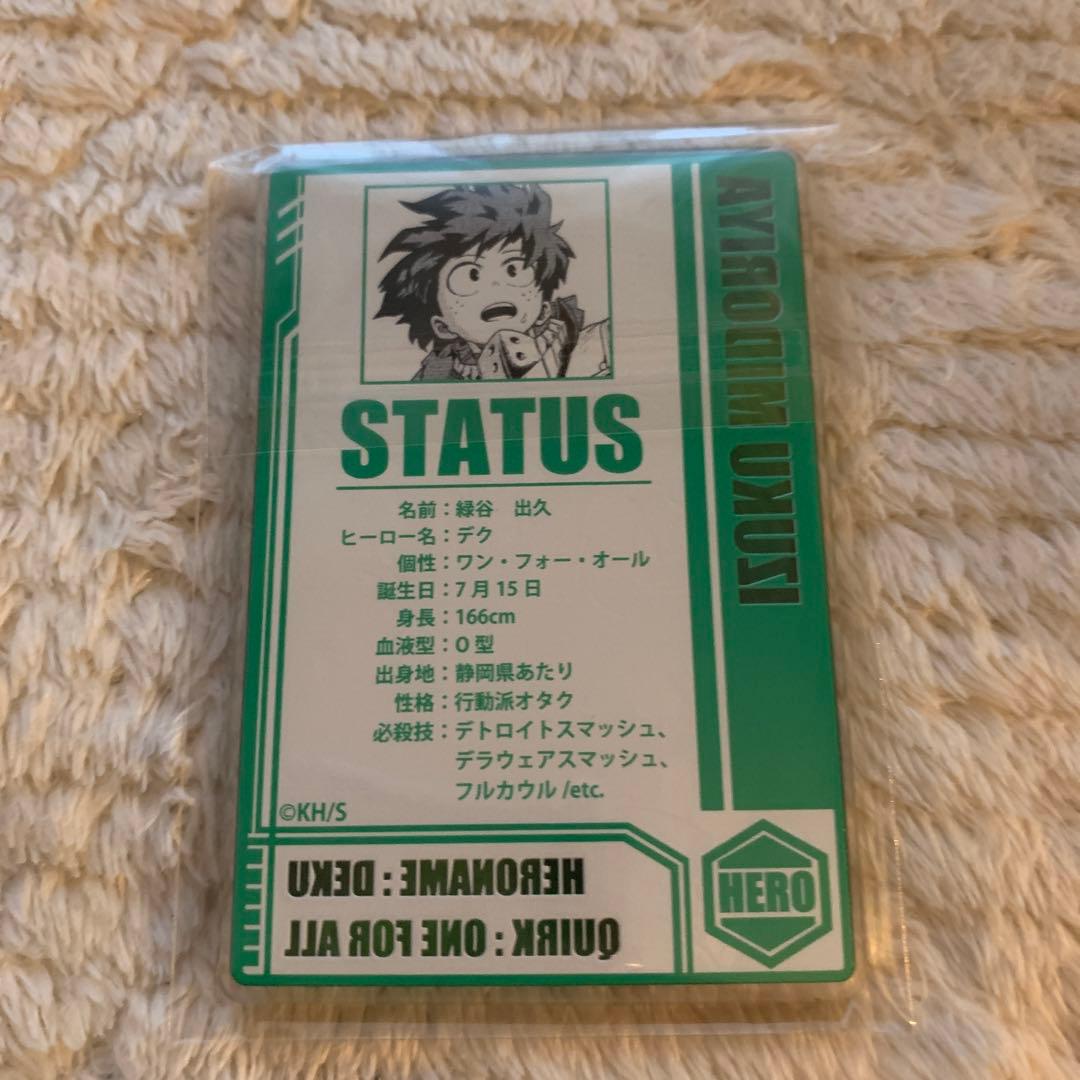 STATUS
名前：緑谷　出久
ヒーロー名：デク
個性：ワン・フォー・オール
誕生日：7月15日
身長：166cm
血液型：O型
出身地：静岡県あたり
性格：行動派オタク
必殺技：デトロイトスマッシュ、
デラウェアスマッシュ、
フルカウル /etc.
©KH/S
IZUKU MIDORIYA
HERONAME : DEKU
QUIRK : ONE FOR ALL
HERO